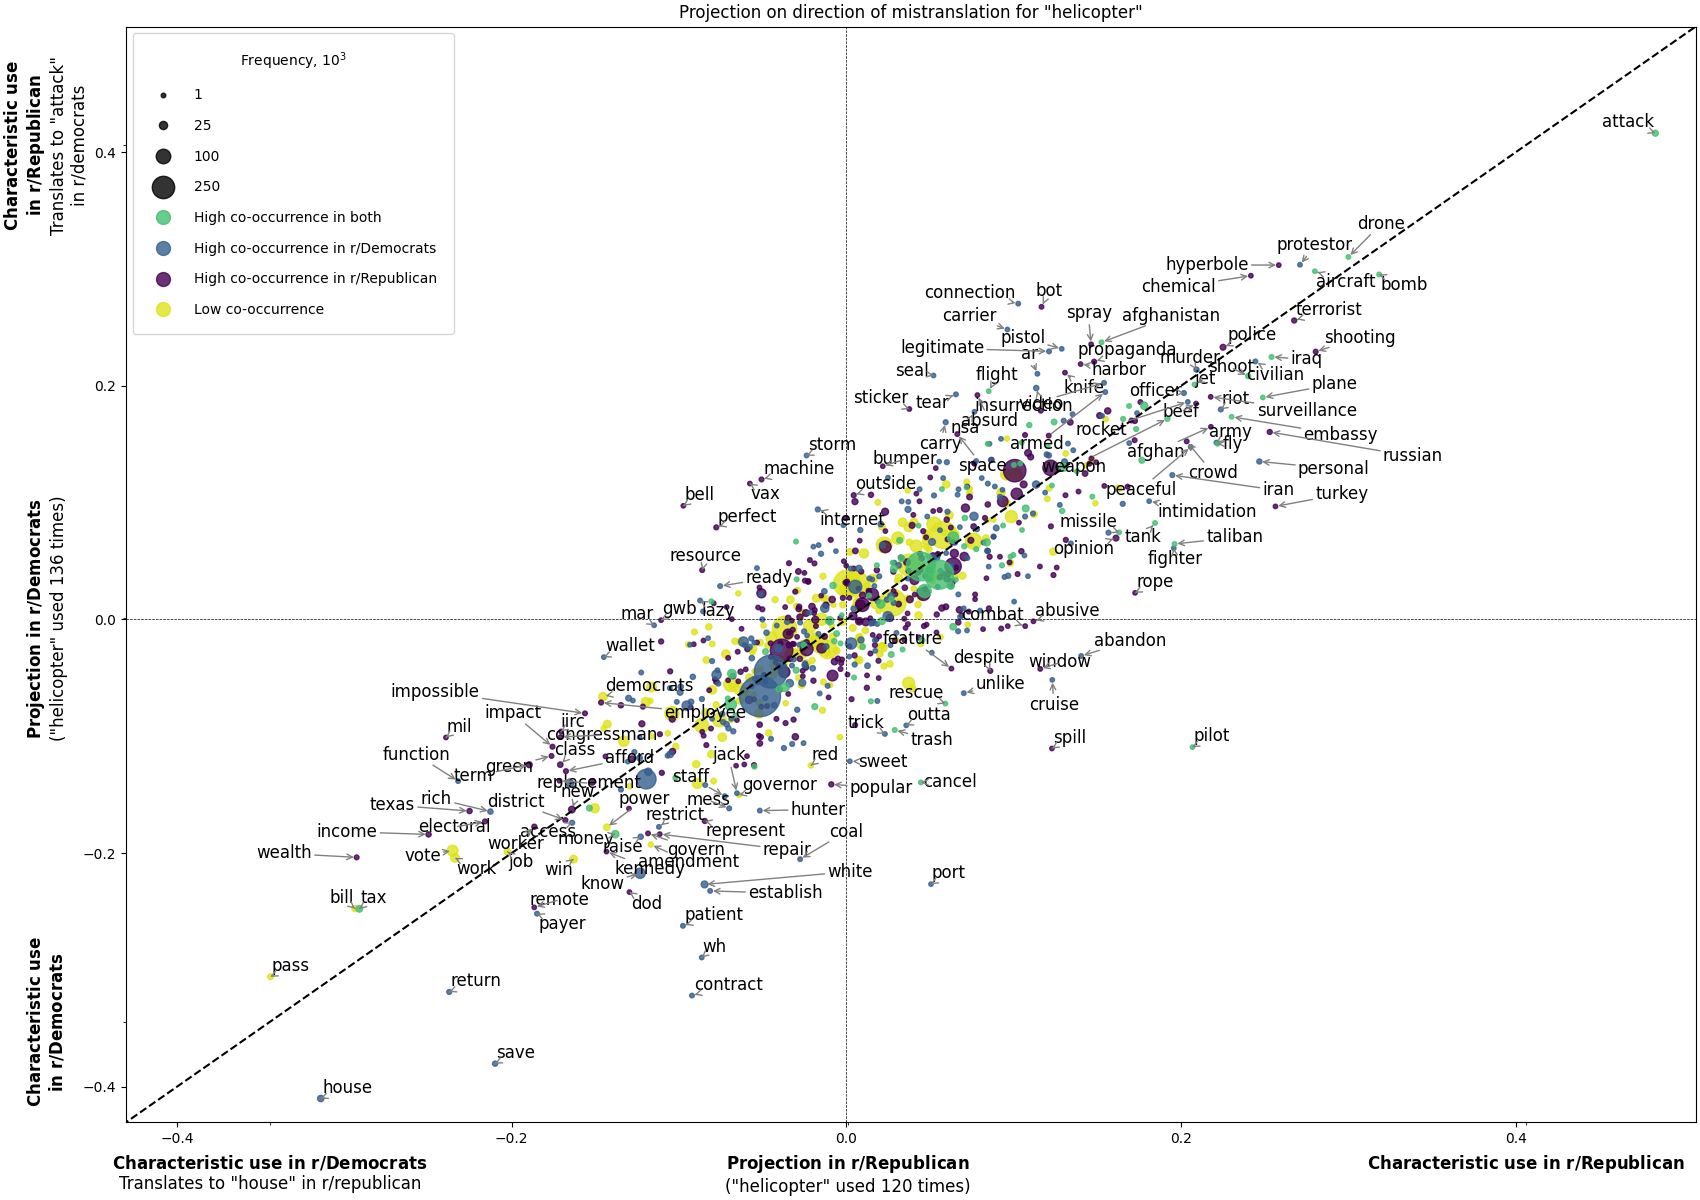 Projection on direction of mistranslation for "helicopter"
Characteristic use
in r/Republican
Translates to "attack"
in r/democrats
Projection in r/Democrats
("helicopter" used 136 times)
Characteristic use
in r/Democrats
Frequency, 10³
1
25
100
250
High co-occurrence in both
High co-occurrence in r/Democrats
High co-occurrence in r/Republican
Low co-occurrence
0.4
0.2
0.0
−0.2
−0.4
attack
drone
protestor
hyperbole
chemical
aircraft
bomb
connection
bot
carrier
spray
afghanistan
terrorist
pistol
police
shooting
legitimate
ar
propaganda
murder
iraq
seal
flight
harbor
shoot
jet
civilian
plane
knife
officer
sticker
tear
insurrection
video
riot
surveillance
absurd
beef
nsa
rocket
army
embassy
storm
carry
armed
afghan
fly
russian
machine
bumper
space
weapon
crowd
personal
bell
vax
outside
peaceful
iran
turkey
perfect
internet
intimidation
missile
tank
taliban
resource
opinion
fighter
ready
rope
mar
gwb
lazy
combat
abusive
wallet
feature
abandon
despite
window
impossible
democrats
rescue
unlike
cruise
impact
iirc
employee
trick
outta
mil
congressman
trash
spill
pilot
function
class
afford
jack
red
sweet
green
term
replacement
staff
governor
popular
cancel
rich
district
new
power
mess
hunter
texas
restrict
electoral
access
money
represent
coal
income
worker
raise
govern
repair
wealth
vote
work
job
win
amendment
kennedy
white
know
establish
port
bill
tax
remote
dod
payer
patient
pass
wh
return
contract
save
house
−0.4
−0.2
0.0
0.2
0.4
Characteristic use in r/Democrats
Translates to "house" in r/republican
Projection in r/Republican
("helicopter" used 120 times)
Characteristic use in r/Republican